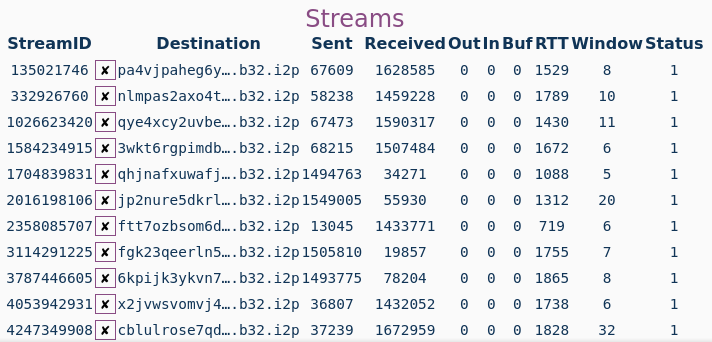 Streams
StreamID Destination Sent Received Out In Buf RTT Window Status
135021746 ✘ pa4vjpaheg6y….b32.i2p 67609 1628585 0 0 0 1529 8 1
332926760 ✘ nlmpas2axo4t….b32.i2p 58238 1459228 0 0 0 1789 10 1
1026623420 ✘ qye4xcy2uvbe….b32.i2p 67473 1590317 0 0 0 1430 11 1
1584234915 ✘ 3wkt6rgpimdb….b32.i2p 68215 1507484 0 0 0 1672 6 1
1704839831 ✘ qhjnafxuwafj….b32.i2p 1494763 34271 0 0 0 1088 5 1
2016198106 ✘ jp2nure5dkrl….b32.i2p 1549005 55930 0 0 0 1312 20 1
2358085707 ✘ ftt7ozbsom6d….b32.i2p 13045 1433771 0 0 0 719 6 1
3114291225 ✘ fgk23qeerln5….b32.i2p 1505810 19857 0 0 0 1755 7 1
3787446605 ✘ 6kpijk3ykvn7….b32.i2p 1493775 78204 0 0 0 1865 8 1
4053942931 ✘ x2jvwsvomvj4….b32.i2p 36807 1432052 0 0 0 1738 6 1
4247349908 ✘ cblulrose7qd….b32.i2p 37239 1672959 0 0 0 1828 32 1